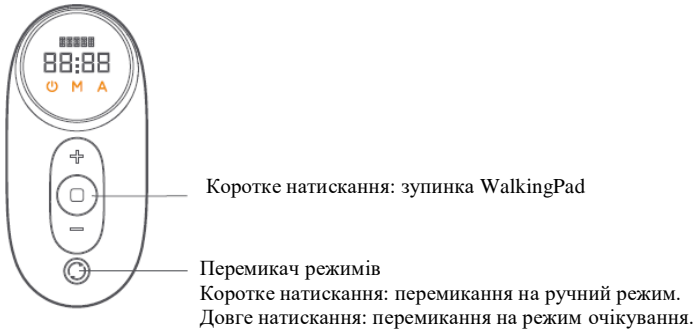 88:88
M A
Коротке натискання: зупинка WalkingPad
Перемикач режимів
Коротке натискання: перемикання на ручний режим.
Довге натискання: перемикання на режим очікування.